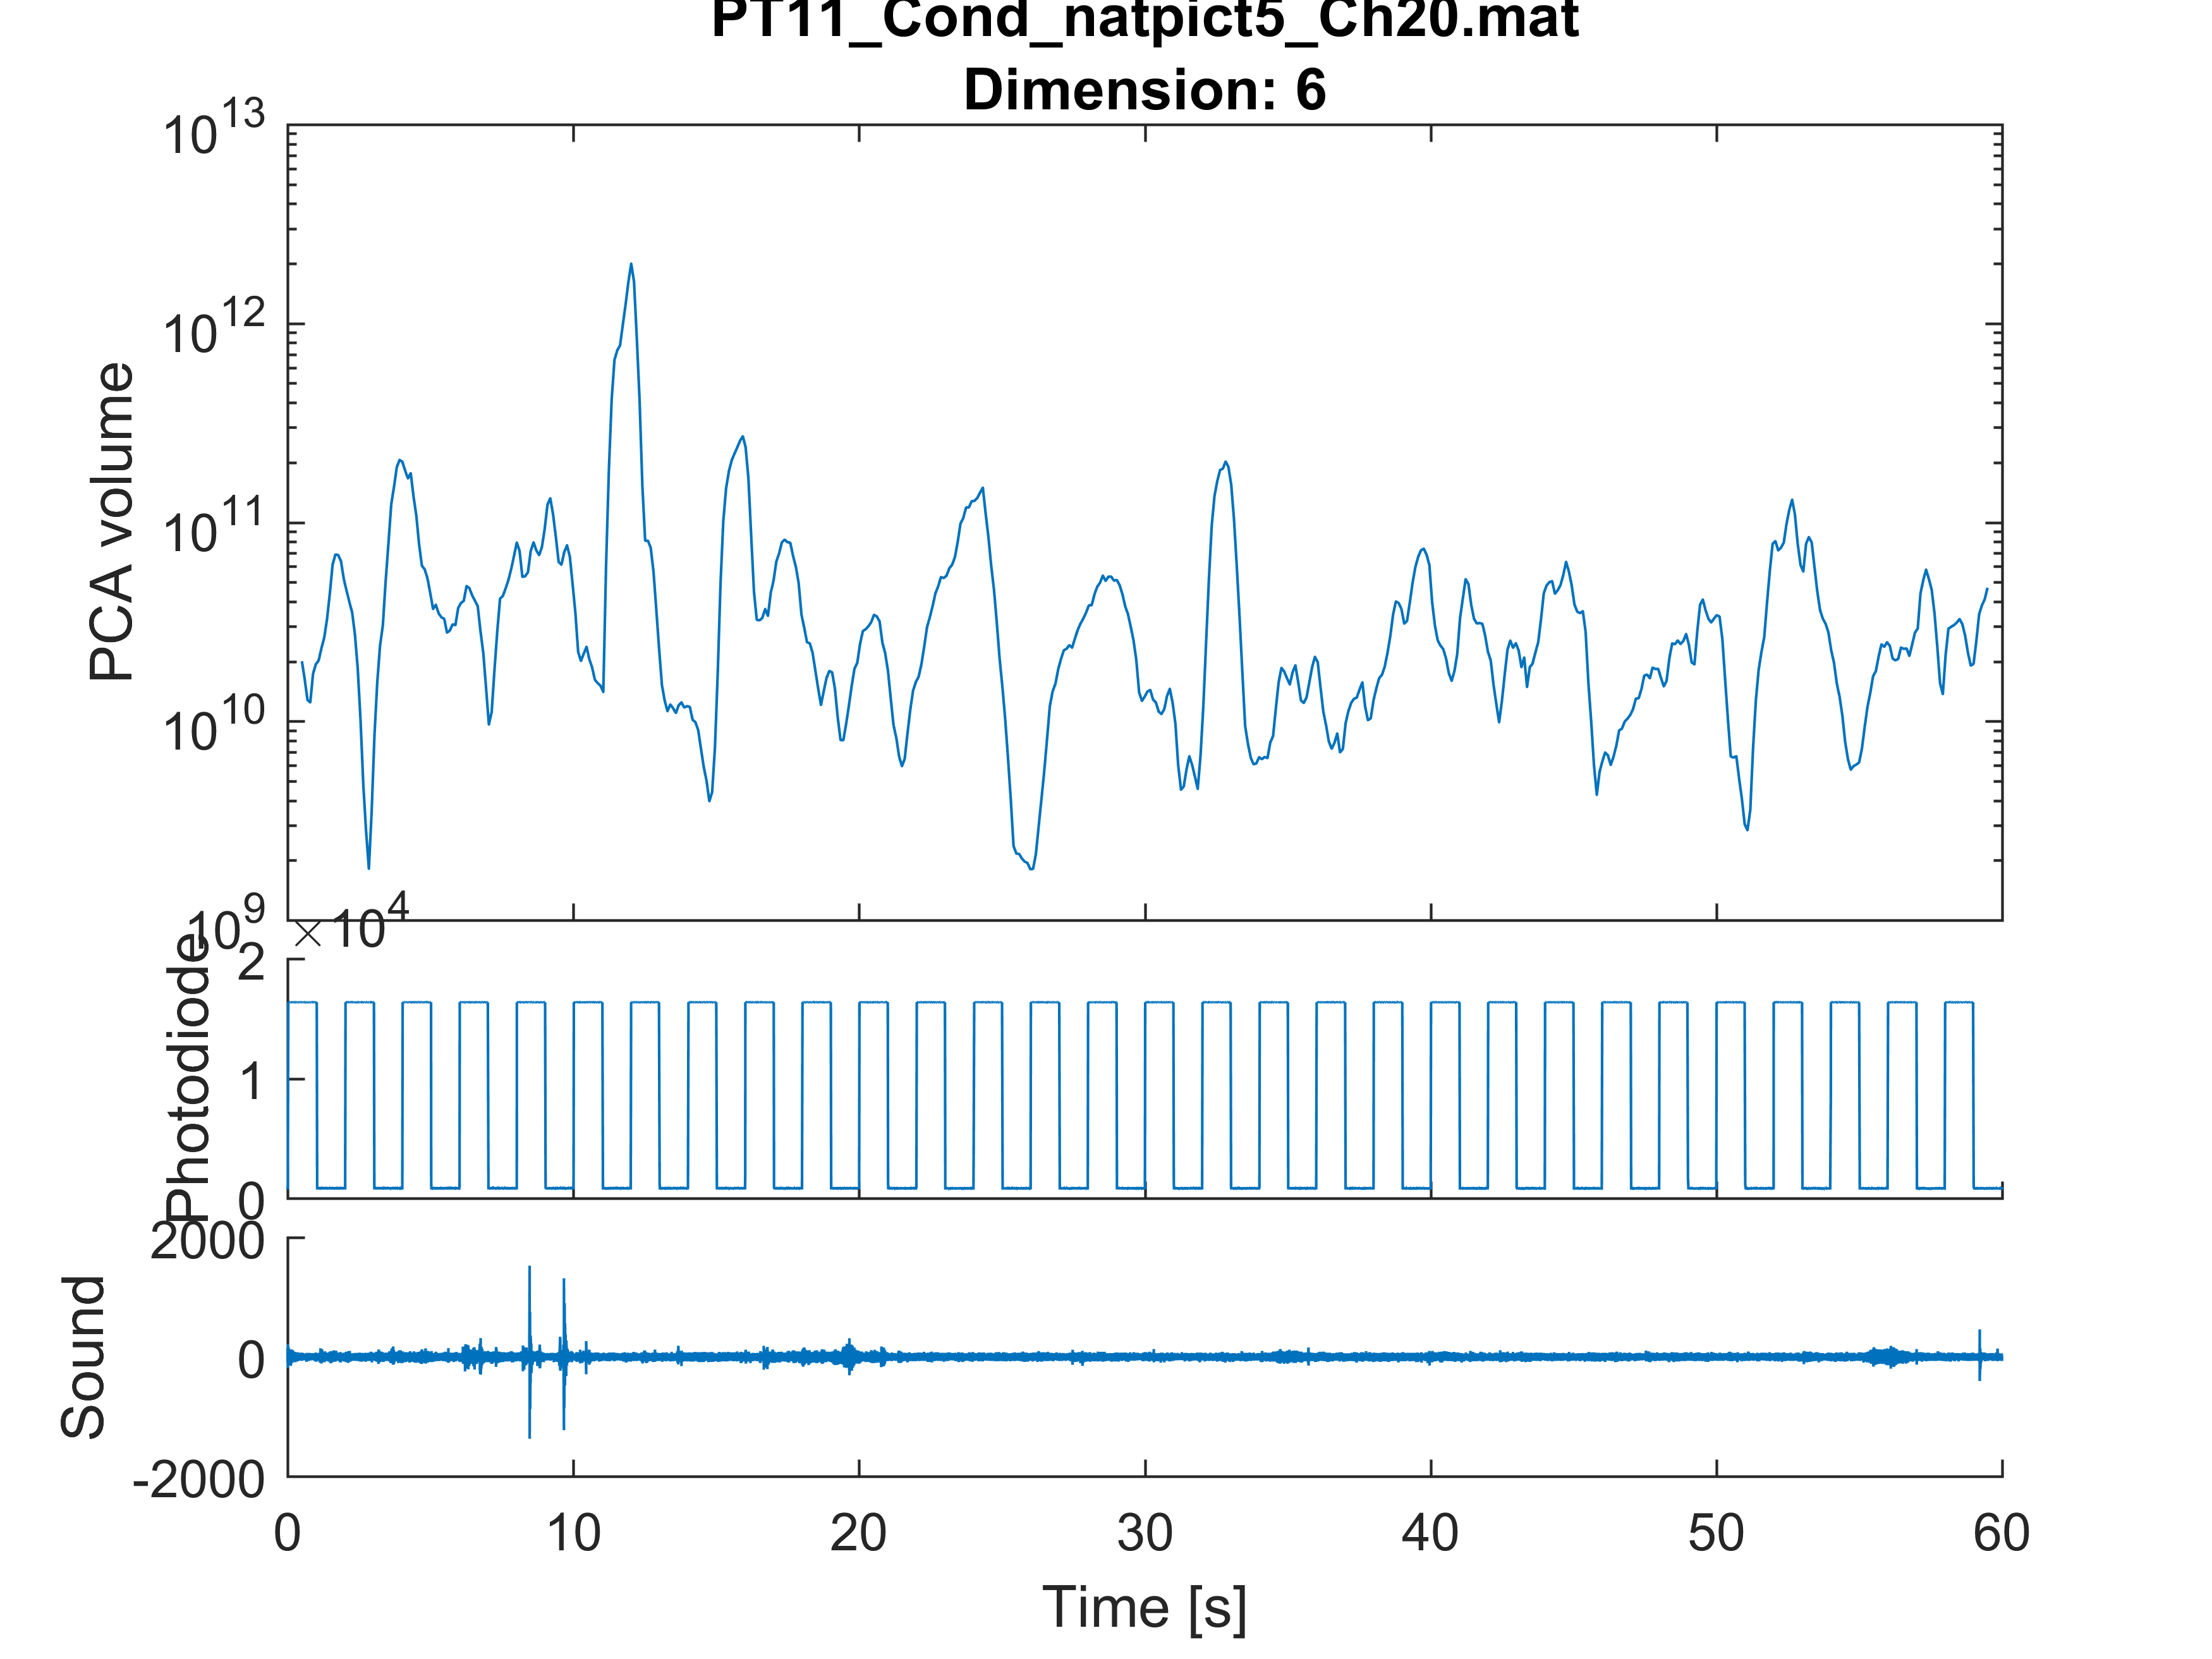 PT11_Cond_natpict5_Ch20.mat
Dimension: 6
10^13
10^12
10^11
10^10
10^9
PCA volume
×10^4
2
1
0
Photodiode
2000
0
-2000
Sound
0 10 20 30 40 50 60
Time [s]